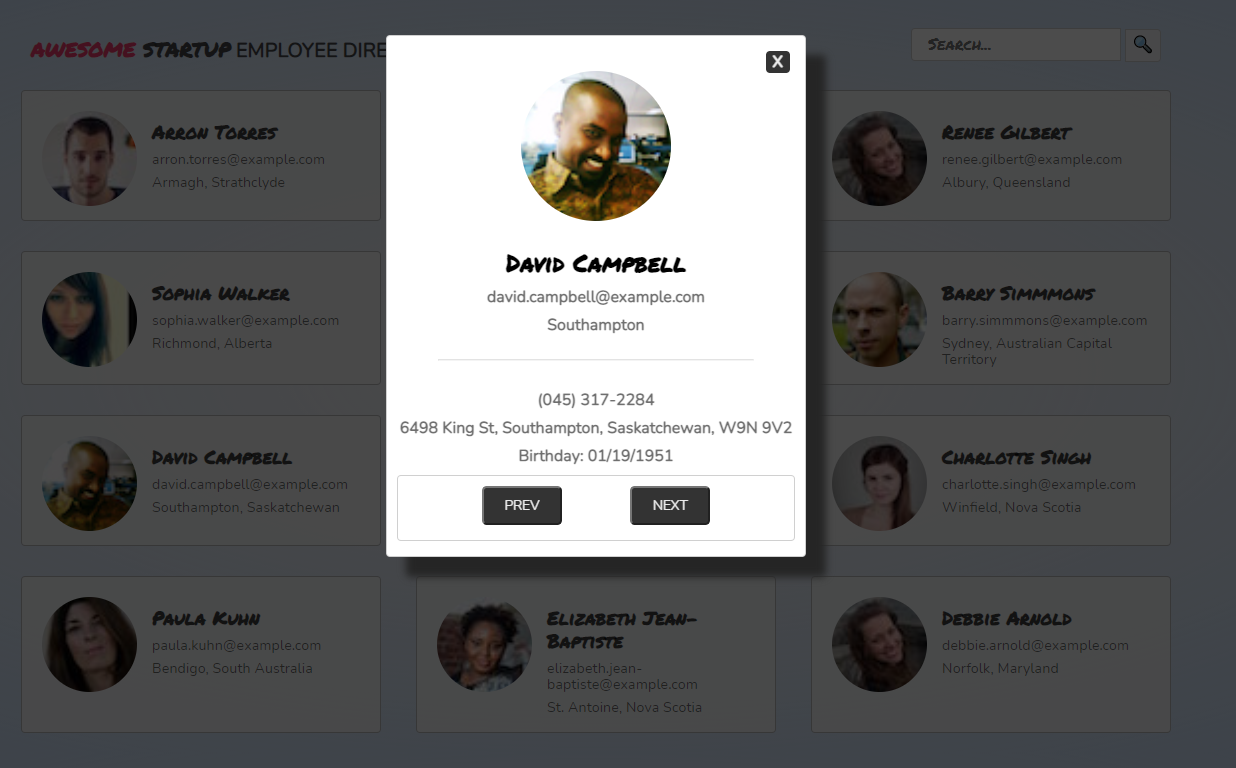 AWESOME STARTUP EMPLOYEE DIRE
Search...
X
David Campbell
david.campbell@example.com
Southampton
(045) 317-2284
6498 King St, Southampton, Saskatchewan, W9N 9V2
Birthday: 01/19/1951
PREV
NEXT
Arron Torres
arron.torres@example.com
Armagh, Strathclyde
Renee Gilbert
renee.gilbert@example.com
Albury, Queensland
Sophia Walker
sophia.walker@example.com
Richmond, Alberta
Barry Simmmons
barry.simmmons@example.com
Sydney, Australian Capital
Territory
David Campbell
david.campbell@example.com
Southampton, Saskatchewan
Charlotte Singh
charlotte.singh@example.com
Winfield, Nova Scotia
Paula Kuhn
paula.kuhn@example.com
Bendigo, South Australia
Elizabeth Jean-
Baptiste
elizabeth.jean-
baptiste@example.com
St. Antoine, Nova Scotia
Debbie Arnold
debbie.arnold@example.com
Norfolk, Maryland